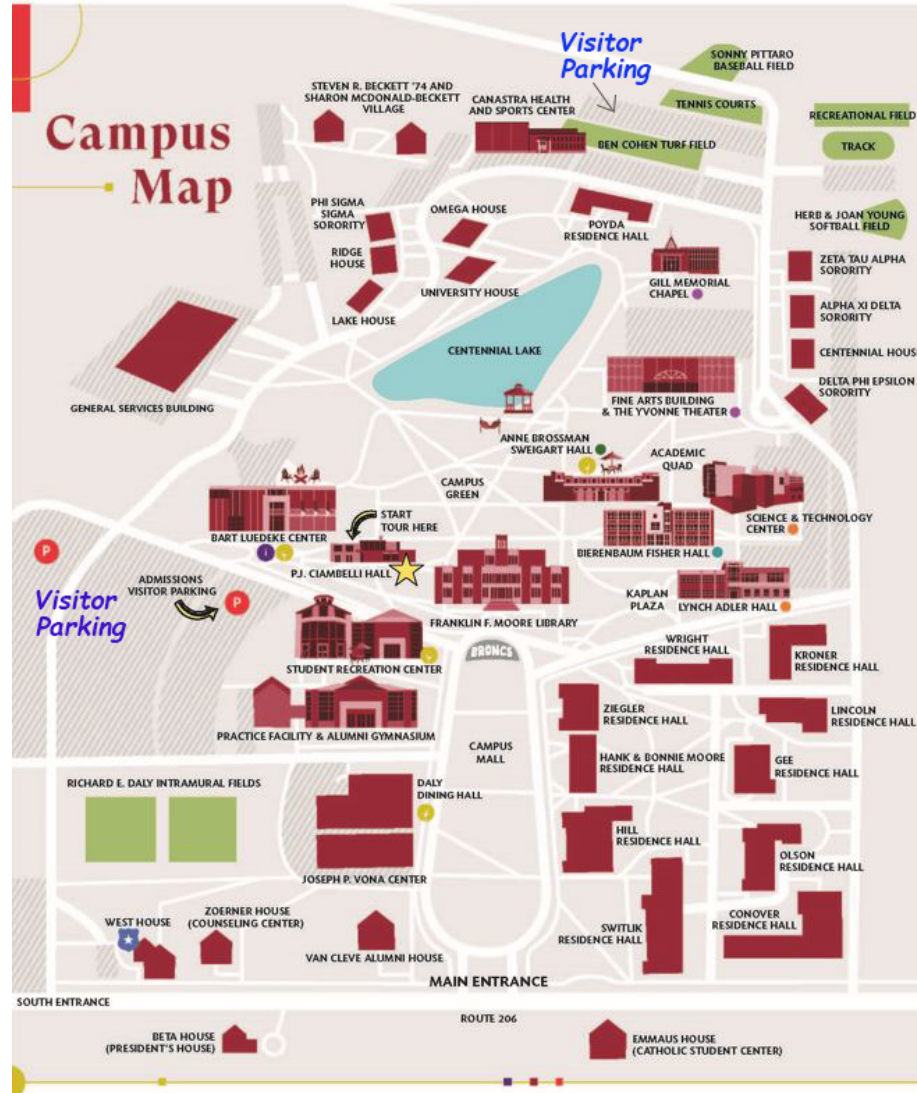 Campus
Map
Visitor
Parking
SONNY PITTARO
BASEBALL FIELD
STEVEN R. BECKETT '74 AND
SHARON MCDONALD-BECKETT
VILLAGE
CANASTRA HEALTH
AND SPORTS CENTER
TENNIS COURTS
RECREATIONAL FIELD
BEN COHEN TURF FIELD
TRACK
PHI SIGMA
SIGMA
SORORITY
OMEGA HOUSE
POYDA
RESIDENCE HALL
HERB & JOAN YOUNG
SOFTBALL FIELD
RIDGE
HOUSE
UNIVERSITY HOUSE
GILL MEMORIAL
CHAPEL
ZETA TAU ALPHA
SORORITY
LAKE HOUSE
ALPHA XI DELTA
SORORITY
CENTENNIAL LAKE
CENTENNIAL HOUSE
GENERAL SERVICES BUILDING
FINE ARTS BUILDING
& THE YVONNE THEATER
DELPHI PHI EPSILON
SORORITY
ANNE BROSSMAN
SWEIGART HALL
ACADEMIC
QUAD
CAMPUS
GREEN
START
TOUR HERE
SCIENCE & TECHNOLOGY
CENTER
BART LUEDEKE CENTER
BIERENBAUM FISHER HALL
P
P.J. CIAMBELLI HALL
ADMISSIONS
VISITOR PARKING
P
Visitor
Parking
KAPLAN
PLAZA
LYNCH ADLER HALL
FRANKLIN F. MOORE LIBRARY
WRIGHT
RESIDENCE HALL
BRONCS
STUDENT RECREATION CENTER
KRONER
RESIDENCE HALL
ZIEGLER
RESIDENCE HALL
LINCOLN
RESIDENCE HALL
PRACTICE FACILITY & ALUMNI GYMNASIUM
CAMPUS
MALL
HANK & BONNIE MOORE
RESIDENCE HALL
GEE
RESIDENCE HALL
RICHARD E. DALY INTRAMURAL FIELDS
DALY
DINING HALL
HILL
RESIDENCE HALL
OLSON
RESIDENCE HALL
JOSEPH P. VONA CENTER
WEST HOUSE
ZOERNER HOUSE
(COUNSELING CENTER)
SWITLIK
RESIDENCE HALL
CONOVER
RESIDENCE HALL
VAN CLEVE ALUMNI HOUSE
MAIN ENTRANCE
SOUTH ENTRANCE
ROUTE 206
BETA HOUSE
(PRESIDENT'S HOUSE)
EMMAUS HOUSE
(CATHOLIC STUDENT CENTER)